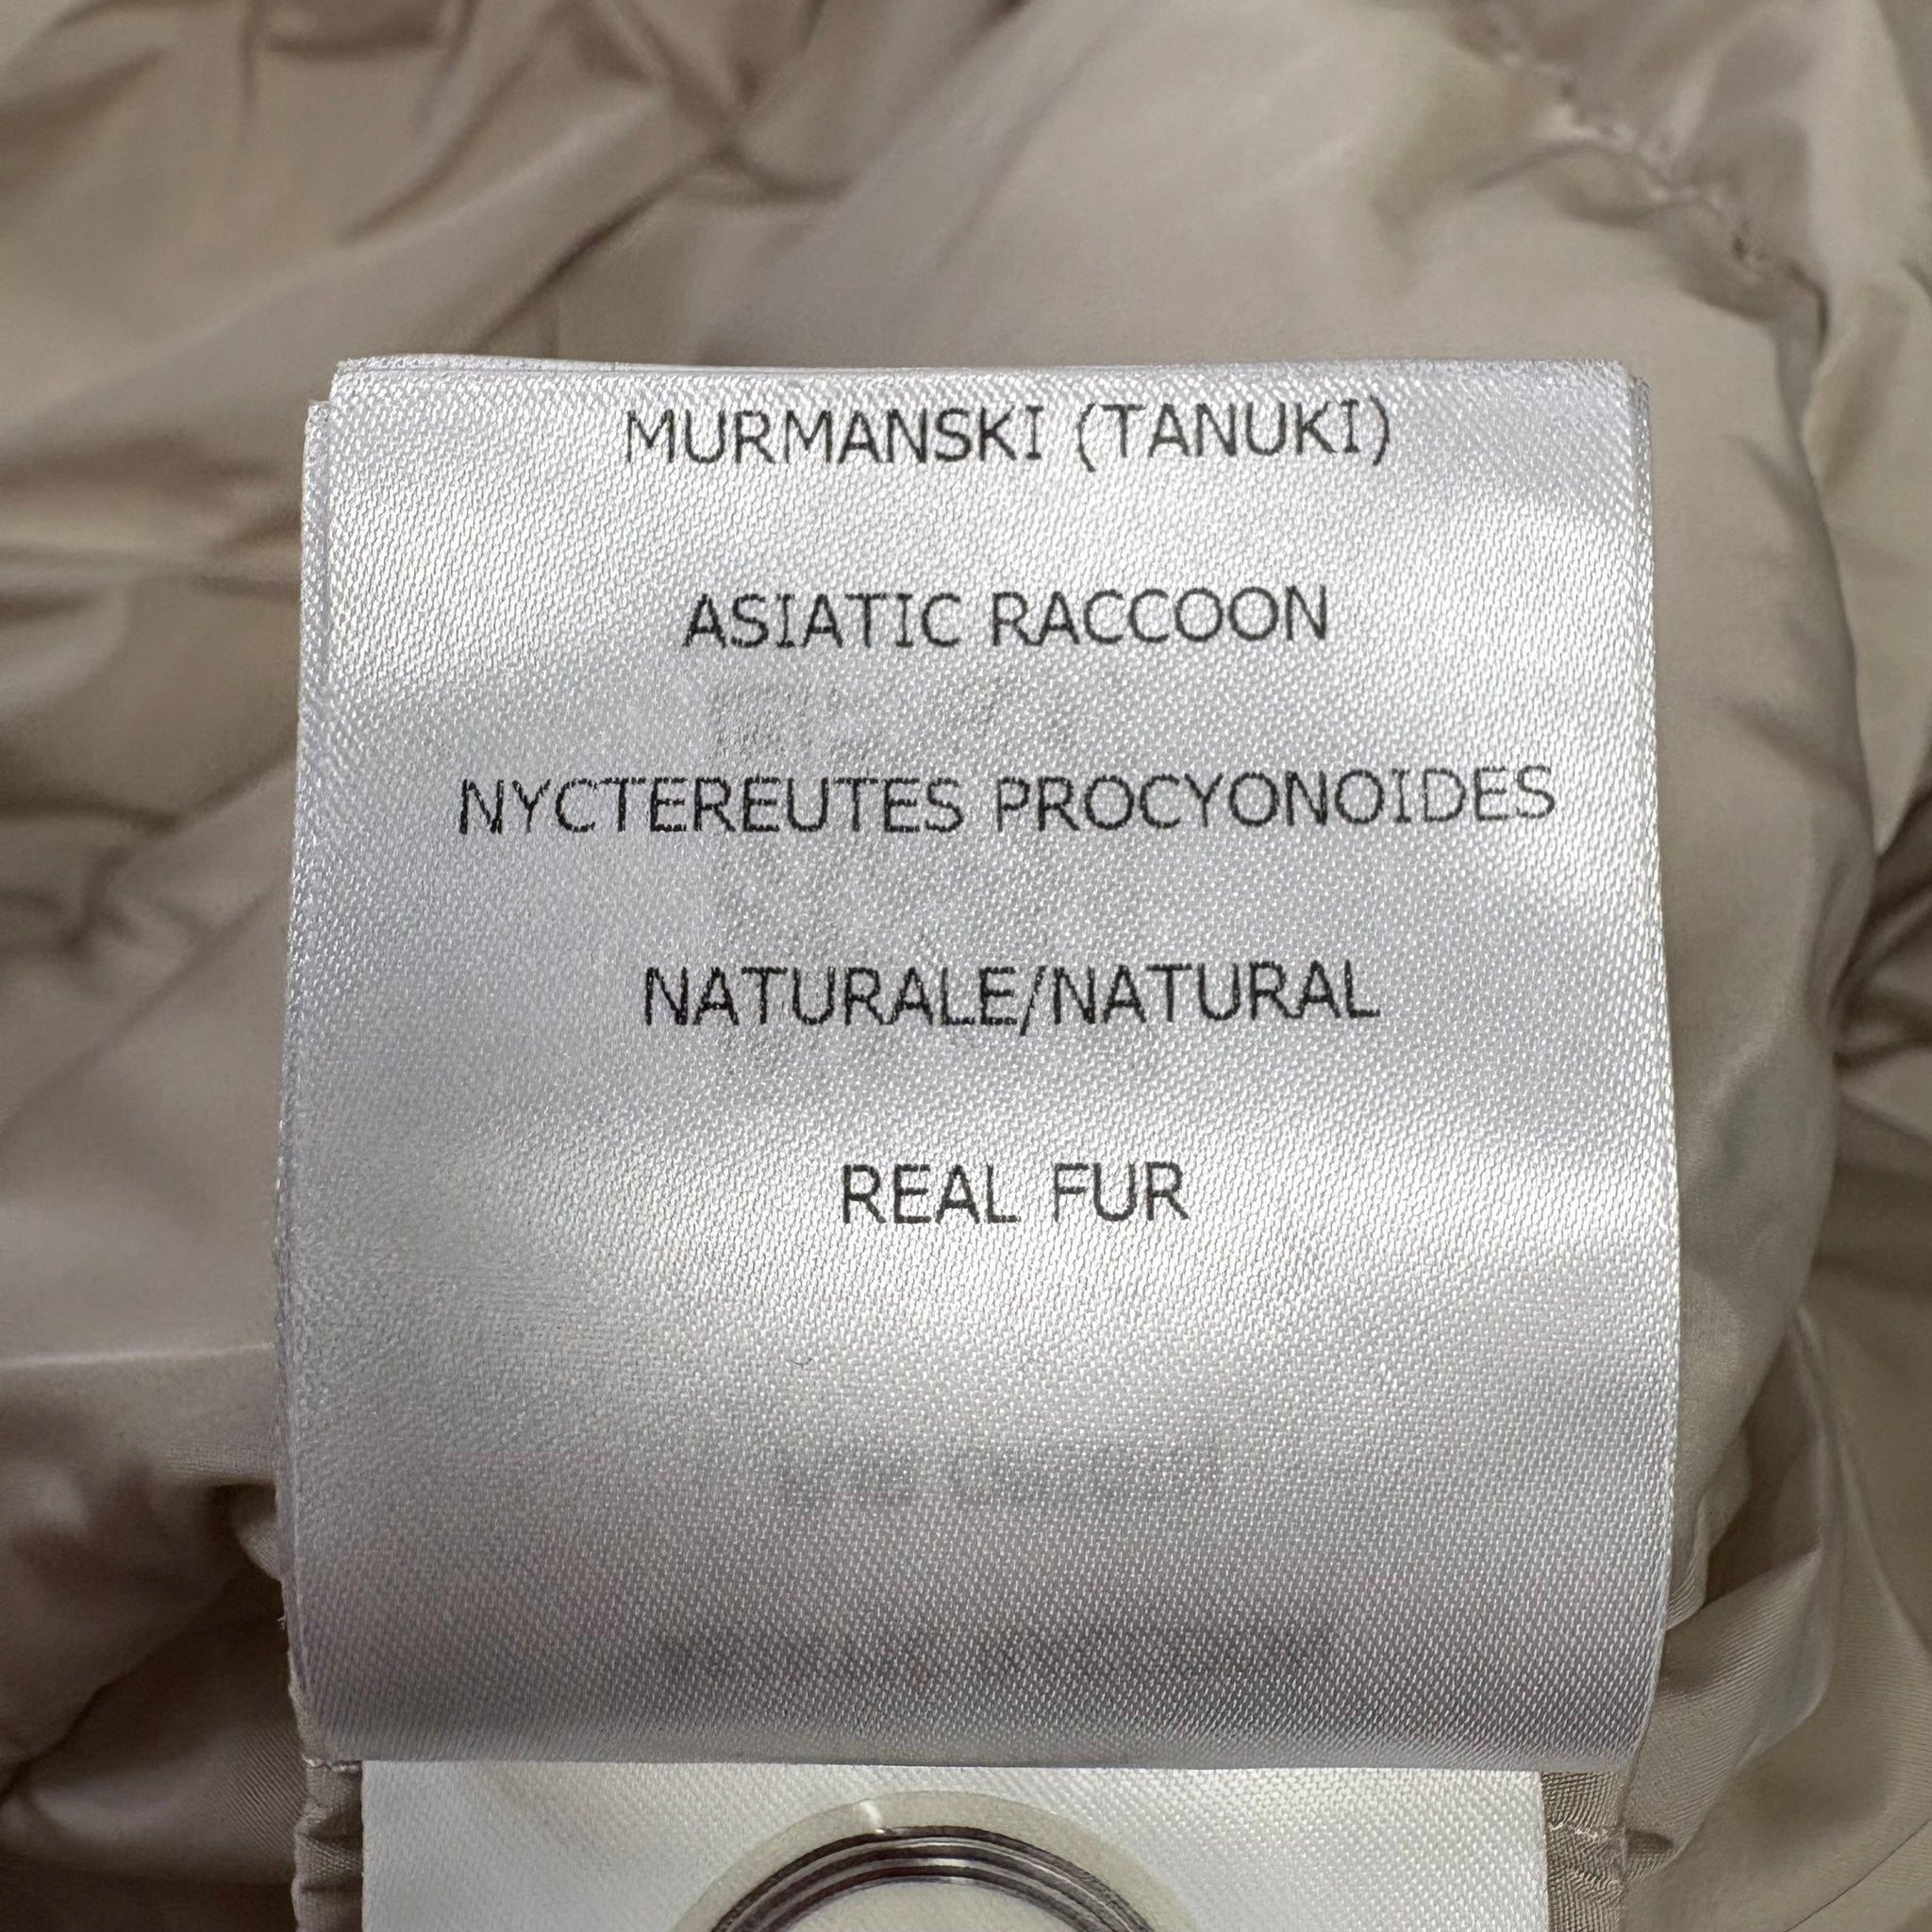 MURMANSKI (TANUKI)
ASIATIC RACCOON
NYCTEREUTES PROCYONOIDES
NATURALE/NATURAL
REAL FUR